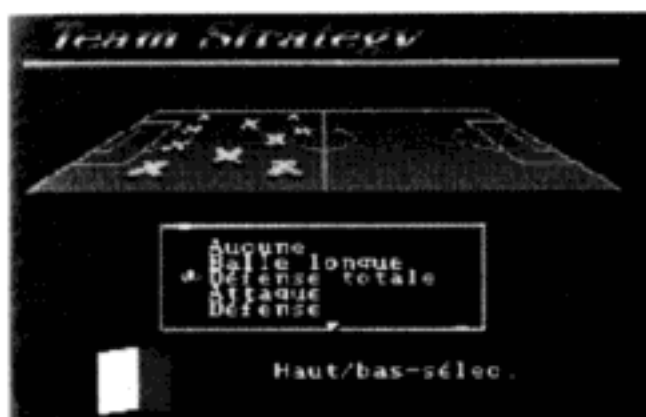 Team Strategy
Aucune
Balle longue
Défense totale
Attaque
Défense
Haut/bas-sélec.